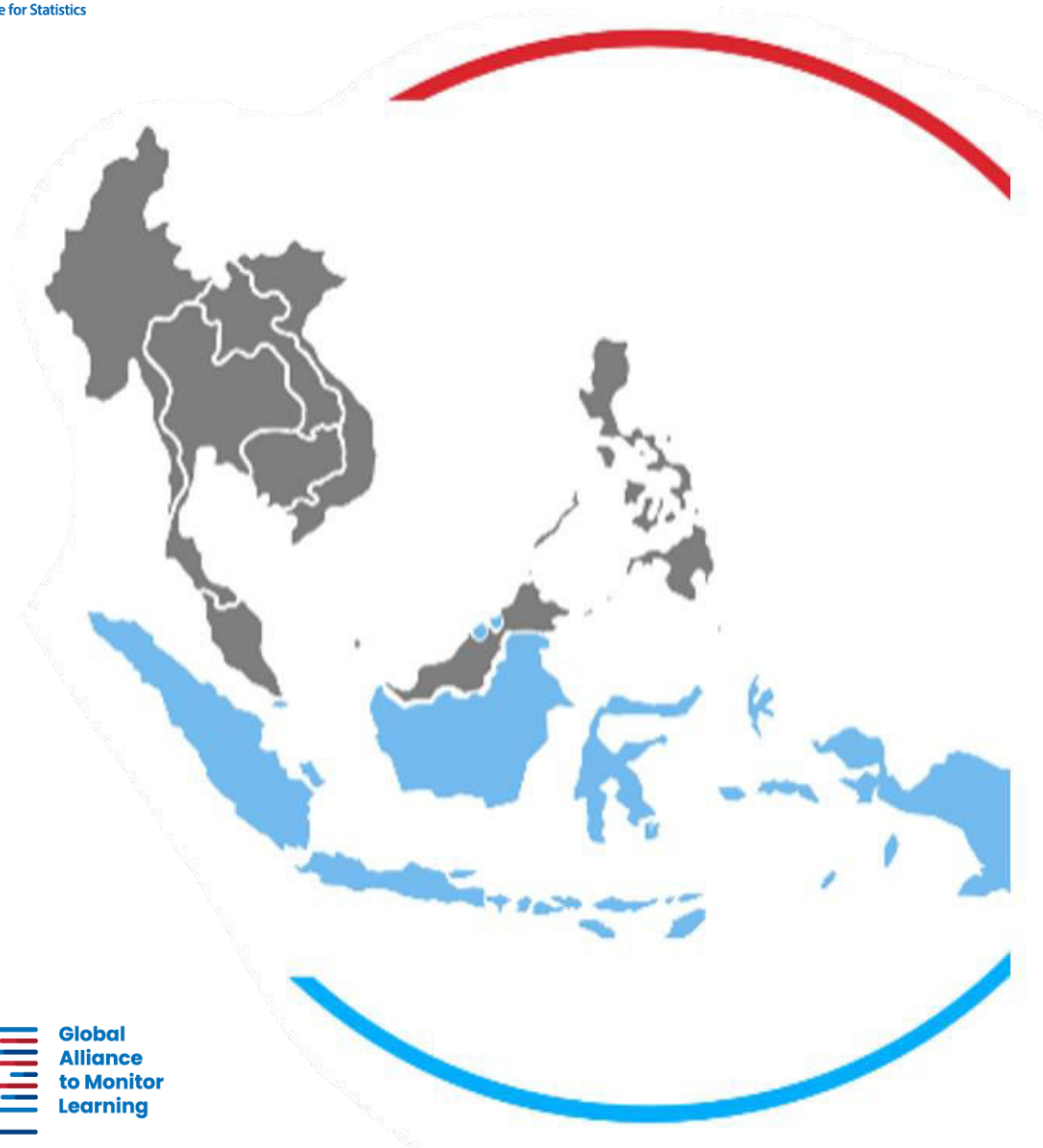 e for Statistics
Global
Alliance
to Monitor
Learning